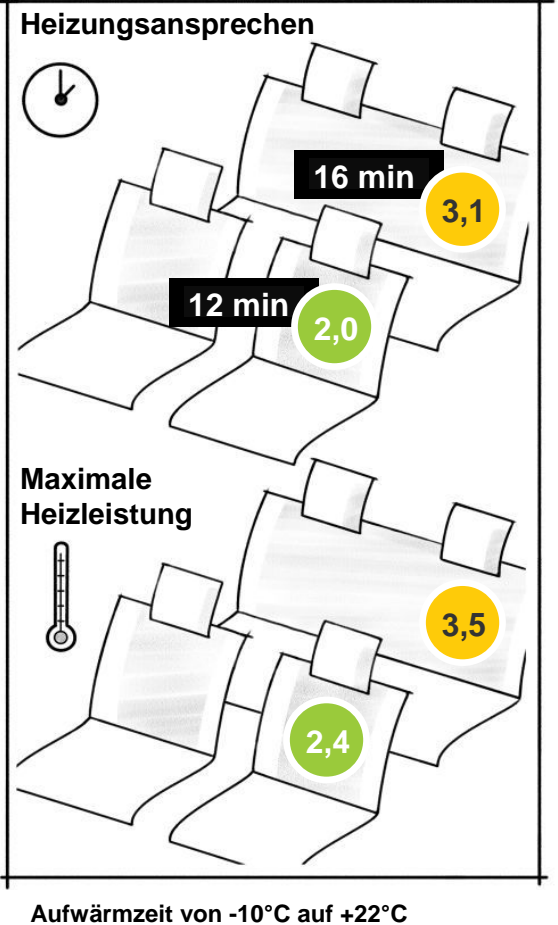 Heizungsansprechen
16 min
3,1
12 min
2,0
Maximale
Heizleistung
3,5
2,4
Aufwärmzeit von -10°C auf +22°C